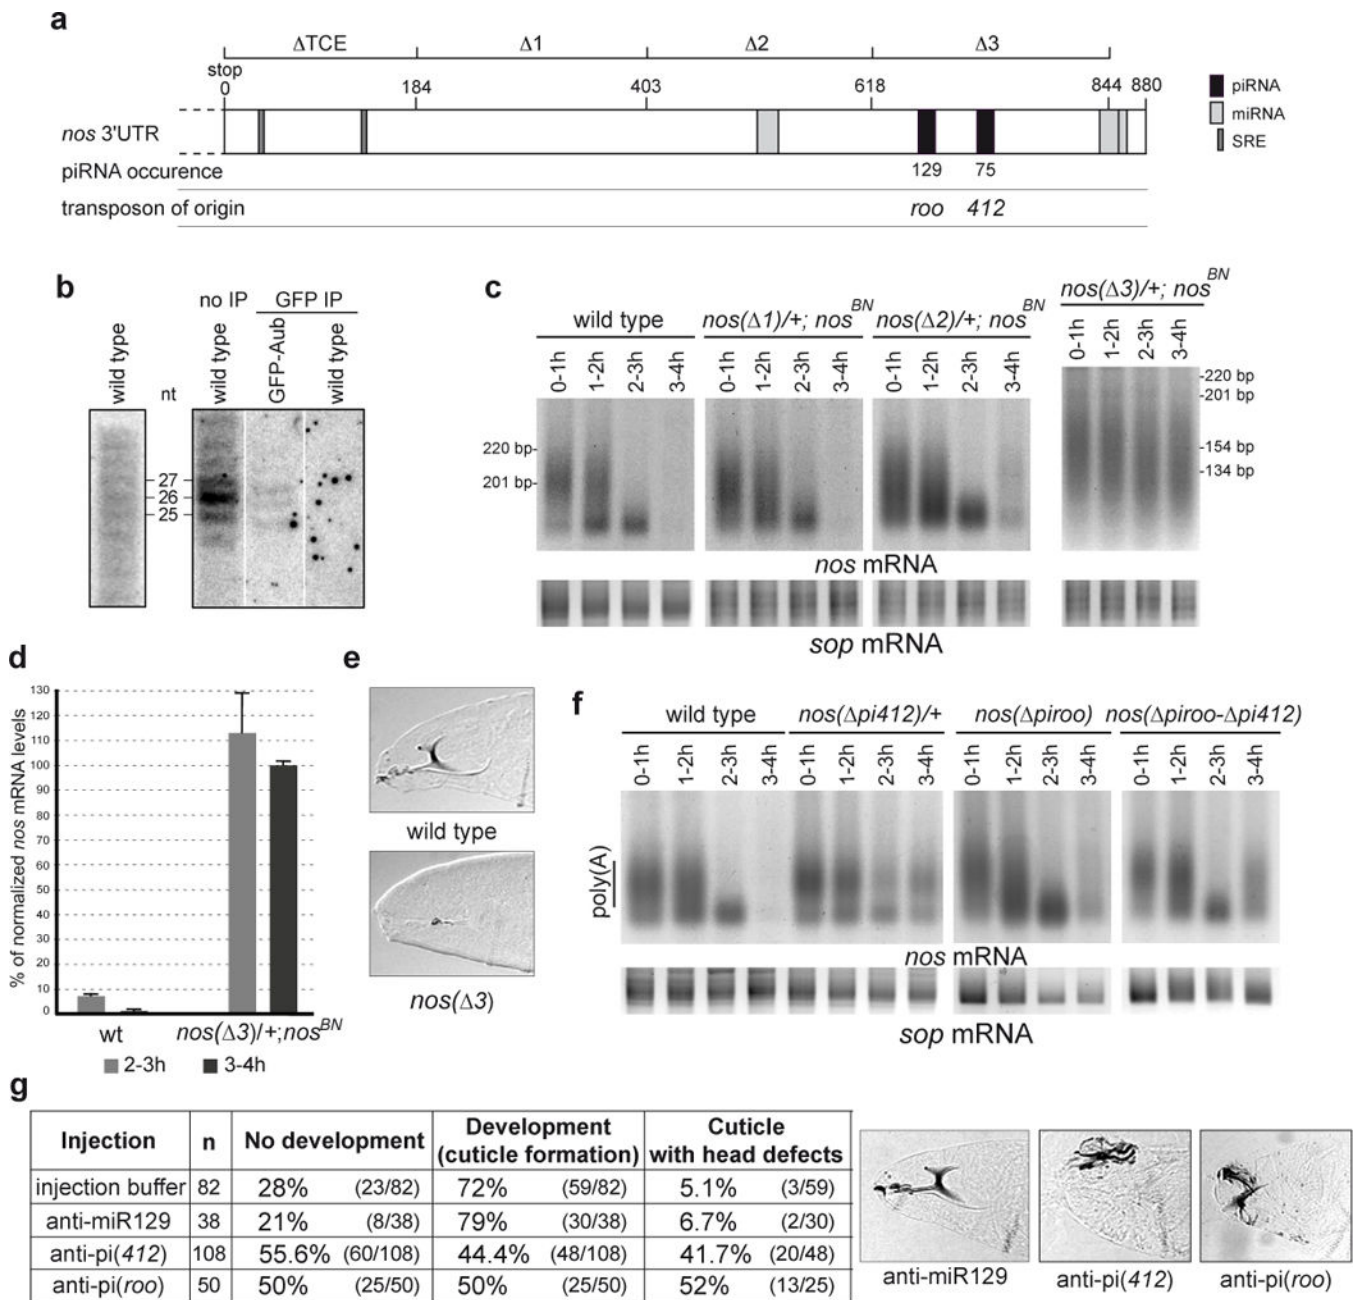 a
ΔTCE Δ1 Δ2 Δ3
stop
0 184 403 618 844 880
piRNA
miRNA
SRE
nos 3'UTR
piRNA occurence 129 75
transposon of origin roo 412
b
wild type
nt
no IP GFP IP
wild type GFP-Aub wild type
27
26
25
c
wild type nos(Δ1)/+; nosBN nos(Δ2)/+; nosBN nos(Δ3)/+; nosBN
0-1h 1-2h 2-3h 3-4h 0-1h 1-2h 2-3h 3-4h 0-1h 1-2h 2-3h 3-4h 0-1h 1-2h 2-3h 3-4h
220 bp-
201 bp-
-220 bp
-201 bp
-154 bp
-134 bp
nos mRNA
sop mRNA
d
% of normalized nos mRNA levels
130
120
110
100
90
80
70
60
50
40
30
20
10
0
wt nos(Δ3)/+;nosBN
2-3h 3-4h
e
wild type
nos(Δ3)
f
wild type nos(Δpi412)/+ nos(Δpiroo) nos(Δpiroo-Δpi412)
0-1h 1-2h 2-3h 3-4h 0-1h 1-2h 2-3h 3-4h 0-1h 1-2h 2-3h 3-4h 0-1h 1-2h 2-3h 3-4h
poly(A)
nos mRNA
sop mRNA
g
Injection n No development Development (cuticle formation) Cuticle with head defects
injection buffer 82 28% (23/82) 72% (59/82) 5.1% (3/59)
anti-miR129 38 21% (8/38) 79% (30/38) 6.7% (2/30)
anti-pi(412) 108 55.6% (60/108) 44.4% (48/108) 41.7% (20/48)
anti-pi(roo) 50 50% (25/50) 50% (25/50) 52% (13/25)
anti-miR129 anti-pi(412) anti-pi(roo)